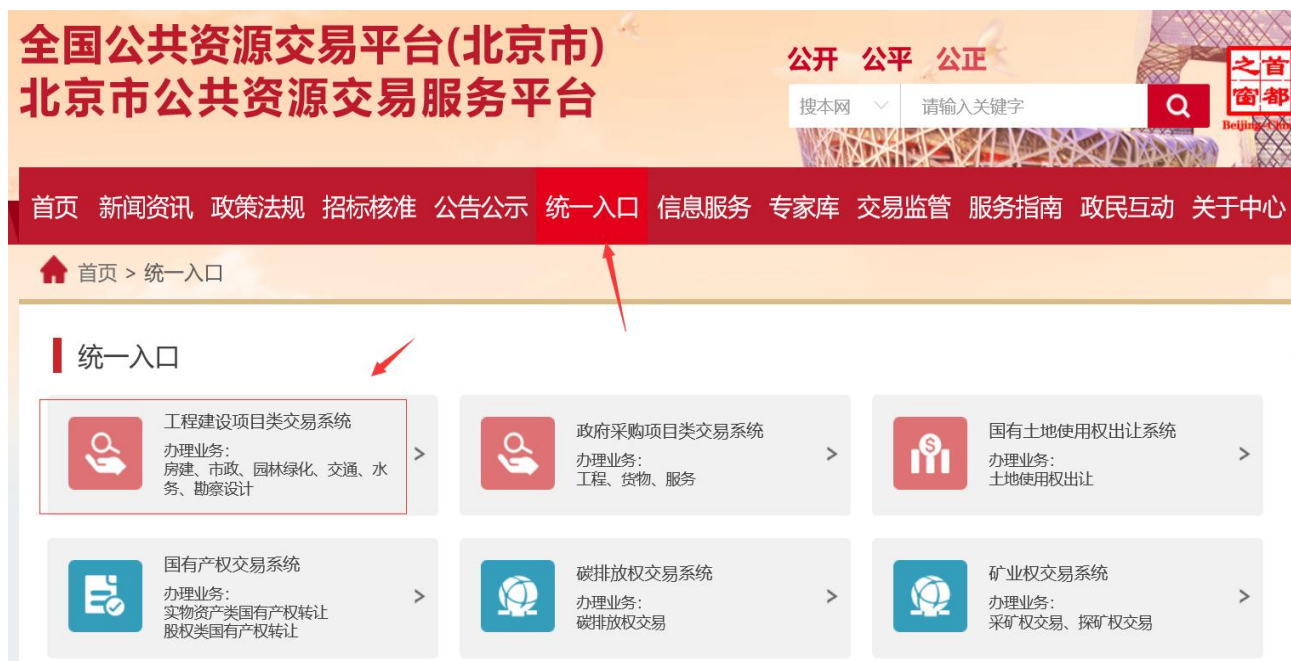 全国公共资源交易平台(北京市)
北京市公共资源交易服务平台
公开 公平 公正
搜本网 请输入关键字
首都
之窗
首页 新闻资讯 政策法规 招标核准 公告公示 统一入口 信息服务 专家库 交易监管 服务指南 政民互动 关于中心
首页 > 统一入口
统一入口
工程建设项目类交易系统
办理业务:
房建、市政、园林绿化、交通、水
务、勘察设计
>
政府采购项目类交易系统
办理业务:
工程、货物、服务
>
国有土地使用权出让系统
办理业务:
土地使用权出让
>
国有产权交易系统
办理业务:
实物资产类国有产权转让
股权类国有产权转让
>
碳排放权交易系统
办理业务:
碳排放权交易
>
矿业权交易系统
办理业务:
采矿权交易、探矿权交易
>